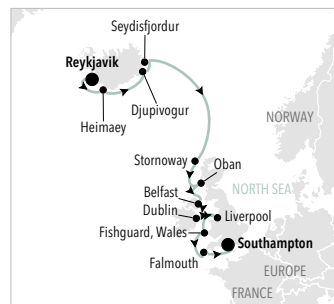 Seydisfjordur
Reykjavik
Djupivogur
Heimaey
NORWAY
Stornoway
Oban
Belfast
NORTH SEA
Dublin
Liverpool
Fishguard, Wales
Southampton
Falmouth
EUROPE
FRANCE